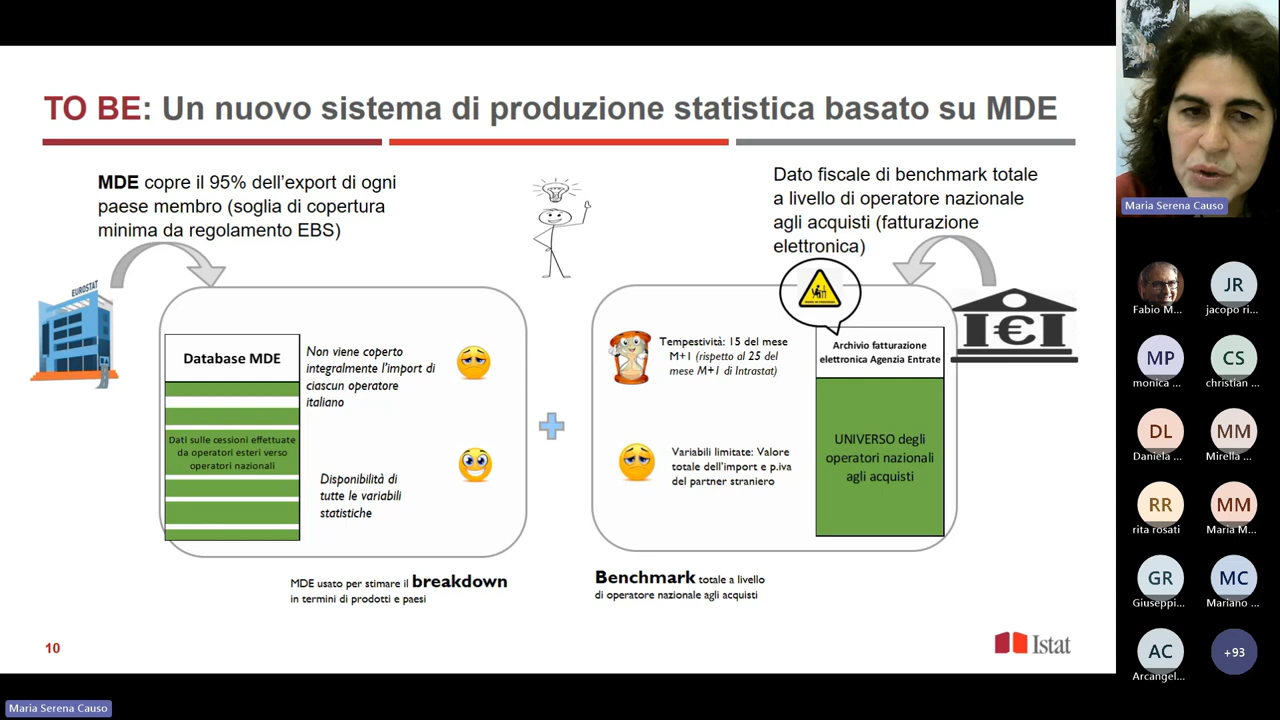 TO BE: Un nuovo sistema di produzione statistica basato su MDE
MDE copre il 95% dell'export di ogni
paese membro (soglia di copertura
minima da regolamento EBS)
Dato fiscale di benchmark totale
a livello di operatore nazionale
agli acquisti (fatturazione
elettronica)
EUROSTAT
Database MDE
Dati sulle cessioni effettuate
da operatori esteri verso
operatori nazionali
Non viene coperto
integralmente l'import di
ciascun operatore
italiano
Disponibilità di
tutte le variabili
statistiche
Tempestività: 15 del mese
M+1 (rispetto al 25 del
mese M+1 di Intrastat)
Variabili limitate: Valore
totale dell'import e p.iva
del partner straniero
Archivio fatturazione
elettronica Agenzia Entrate
UNIVERSO degli
operatori nazionali
agli acquisti
€
MDE usato per stimare il breakdown
in termini di prodotti e paesi
Benchmark totale a livello
di operatore nazionale agli acquisti
10
Istat
Maria Serena Causo
Maria Serena Causo
Fabio M...
JR
jacopo ri...
MP
monica ...
CS
christian ...
DL
Daniela ...
MM
Mirella ...
RR
rita rosati
MM
Maria M...
GR
Giuseppi...
MC
Mariano ...
AC
Arcangel...
+93